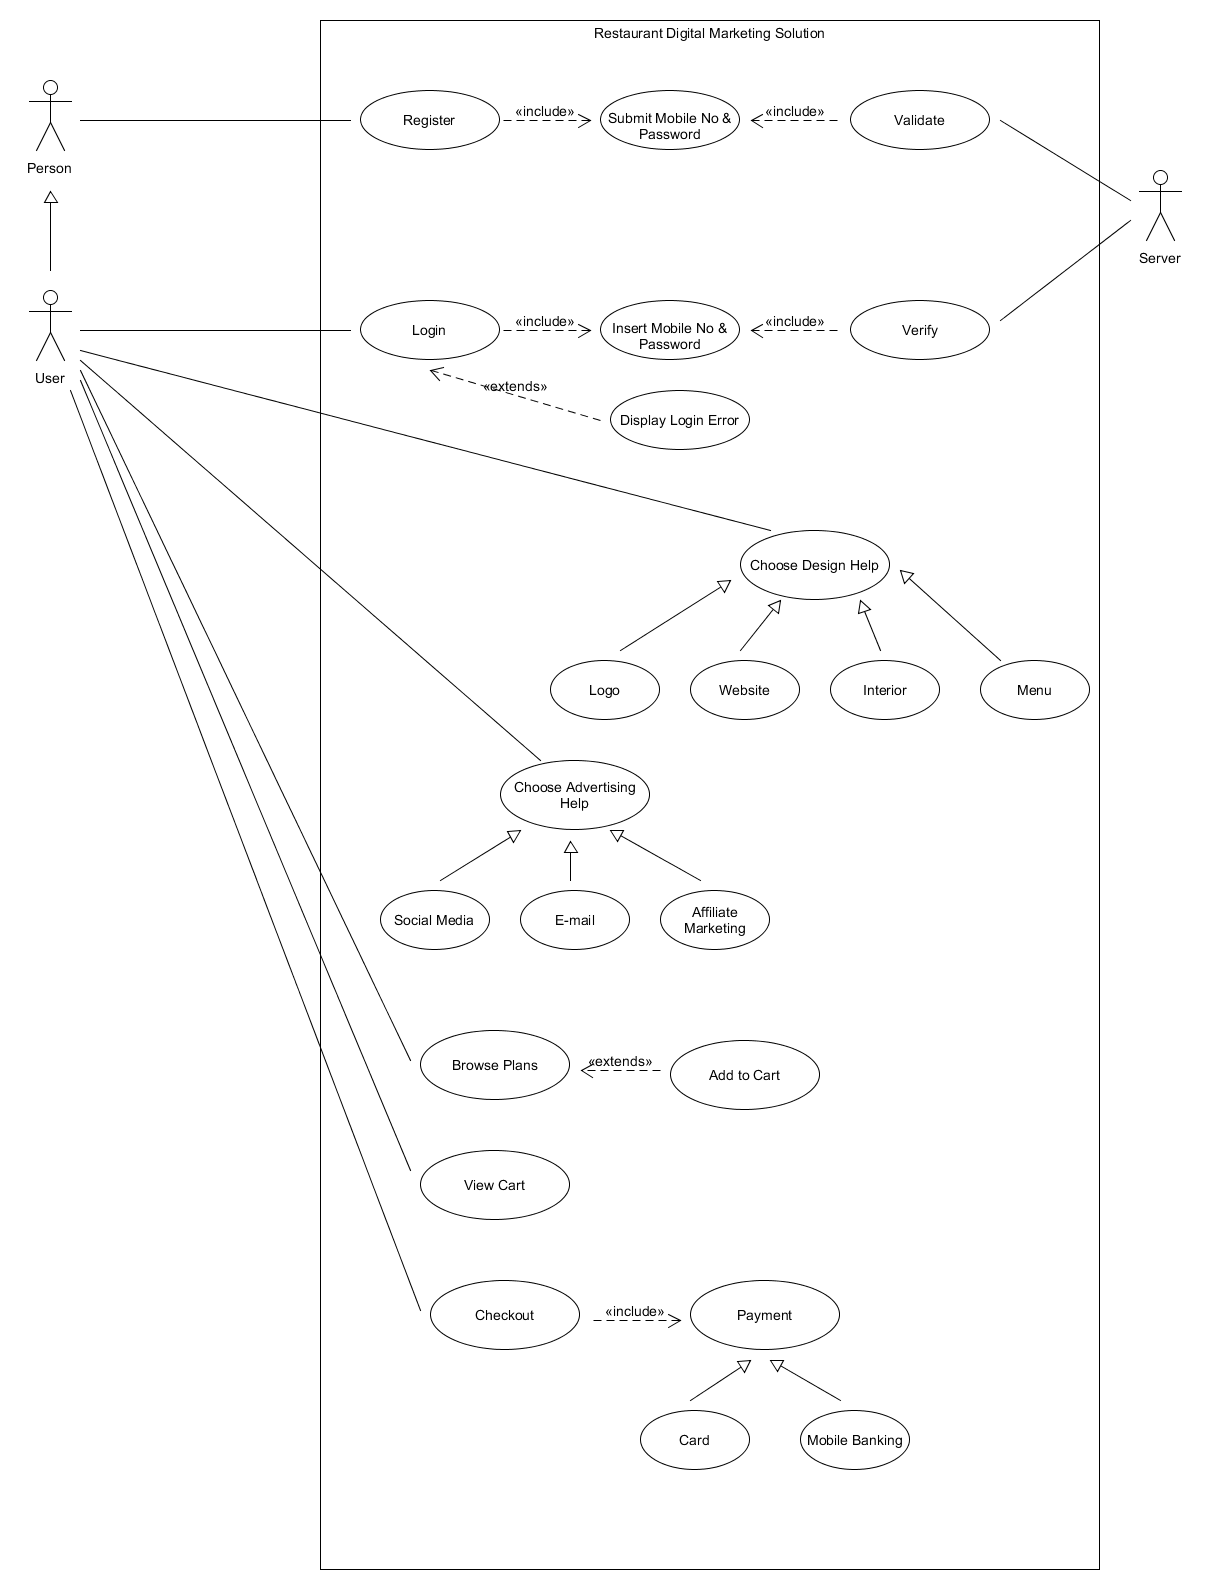 Restaurant Digital Marketing Solution
Person
Register
«include»
Submit Mobile No &
Password
«include»
Validate
Server
User
Login
«include»
Insert Mobile No &
Password
«include»
Verify
«extends»
Display Login Error
Choose Design Help
Logo
Website
Interior
Menu
Choose Advertising
Help
Social Media
E-mail
Affiliate
Marketing
Browse Plans
«extends»
Add to Cart
View Cart
Checkout
«include»
Payment
Card
Mobile Banking